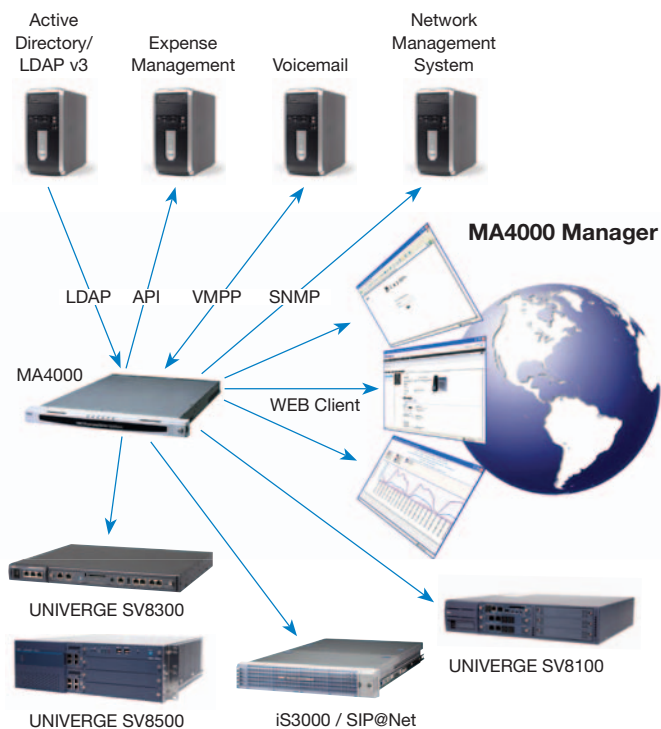 Active
Directory/
LDAP v3
Expense
Management
Voicemail
Network
Management
System
MA4000 Manager
LDAP
API
VMPP
SNMP
MA4000
WEB Client
UNIVERGE SV8300
UNIVERGE SV8100
UNIVERGE SV8500
iS3000 / SIP@Net